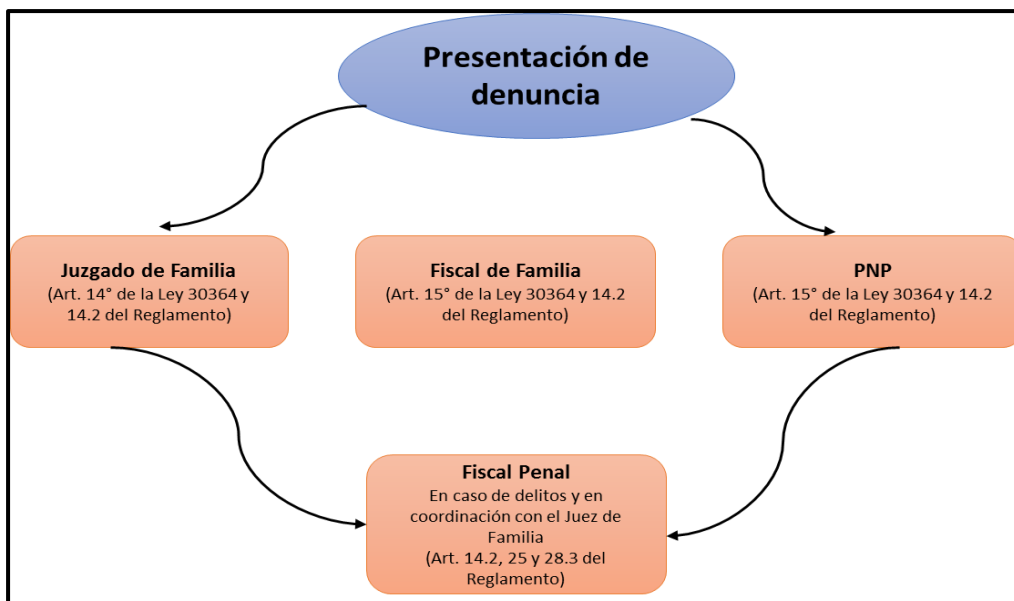 Presentación de
denuncia
Juzgado de Familia
(Art. 14° de la Ley 30364 y
14.2 del Reglamento)
Fiscal de Familia
(Art. 15° de la Ley 30364 y 14.2
del Reglamento)
PNP
(Art. 15° de la Ley 30364 y 14.2
del Reglamento)
Fiscal Penal
En caso de delitos y en
coordinación con el Juez de
Familia
(Art. 14.2, 25 y 28.3 del
Reglamento)